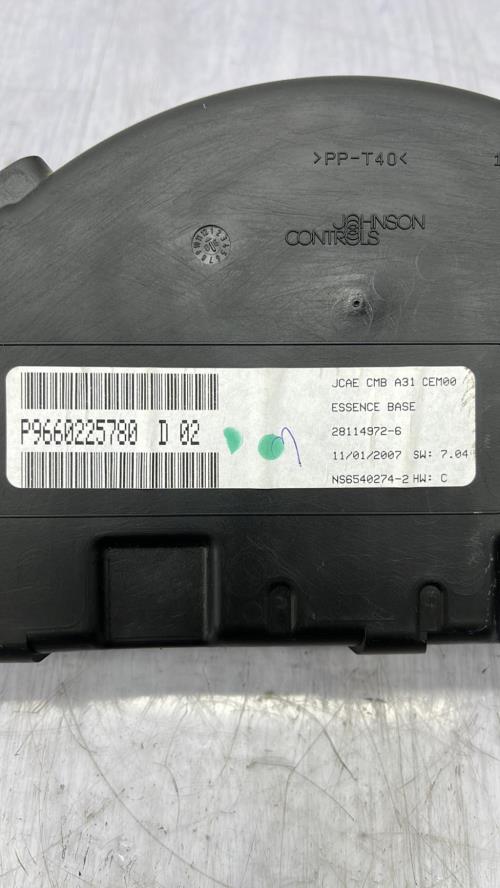 >PP-T40<
JOHNSON
CONTROLS
JCAE CMB A31 CEM00
ESSENCE BASE
P9660225780 D 02
28114972-6
11/01/2007 SW: 7.04
NS6540274-2 HW: C